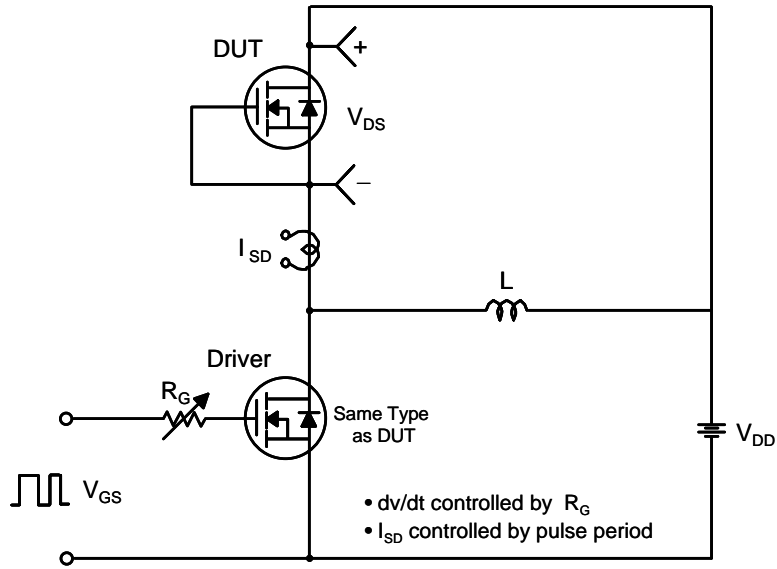 DUT
+
V_DS
–
I_SD
L
Driver
R_G
Same Type
as DUT
V_DD
V_GS
• dv/dt controlled by R_G
• I_SD controlled by pulse period